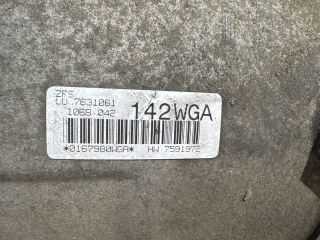 ZFS
LU 7631061
1068 042 142WGA
*0167980WGA* HW 7591972